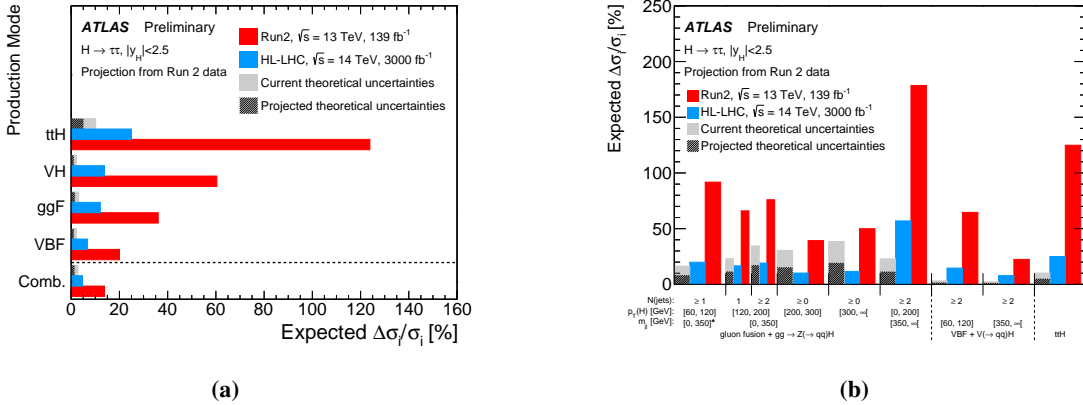 ATLAS Preliminary
H → ττ, |y_H|<2.5
Projection from Run 2 data
Run2, √s = 13 TeV, 139 fb⁻¹
HL-LHC, √s = 14 TeV, 3000 fb⁻¹
Current theoretical uncertainties
Projected theoretical uncertainties
Production Mode
ttH
VH
ggF
VBF
Comb.
0 20 40 60 80 100 120 140 160
Expected Δσ_i/σ_i [%]
(a)
Expected Δσ_i/σ_i [%]
250
200
150
100
50
0
ATLAS Preliminary
H → ττ, |y_H|<2.5
Projection from Run 2 data
Run2, √s = 13 TeV, 139 fb⁻¹
HL-LHC, √s = 14 TeV, 3000 fb⁻¹
Current theoretical uncertainties
Projected theoretical uncertainties
N(jets): ≥ 1 1 ≥ 2 ≥ 0 ≥ 0 ≥ 2 ≥ 2 ≥ 2
p_T(H) [GeV]: [60, 120] [120, 200] [200, 300] [300, ∞[ [0, 200]
m_jj [GeV]: [0, 350]* [0, 350] [350, ∞[ [60, 120] [350, ∞[
gluon fusion + gg → Z(→ qq)H VBF + V(→ qq)H ttH
(b)